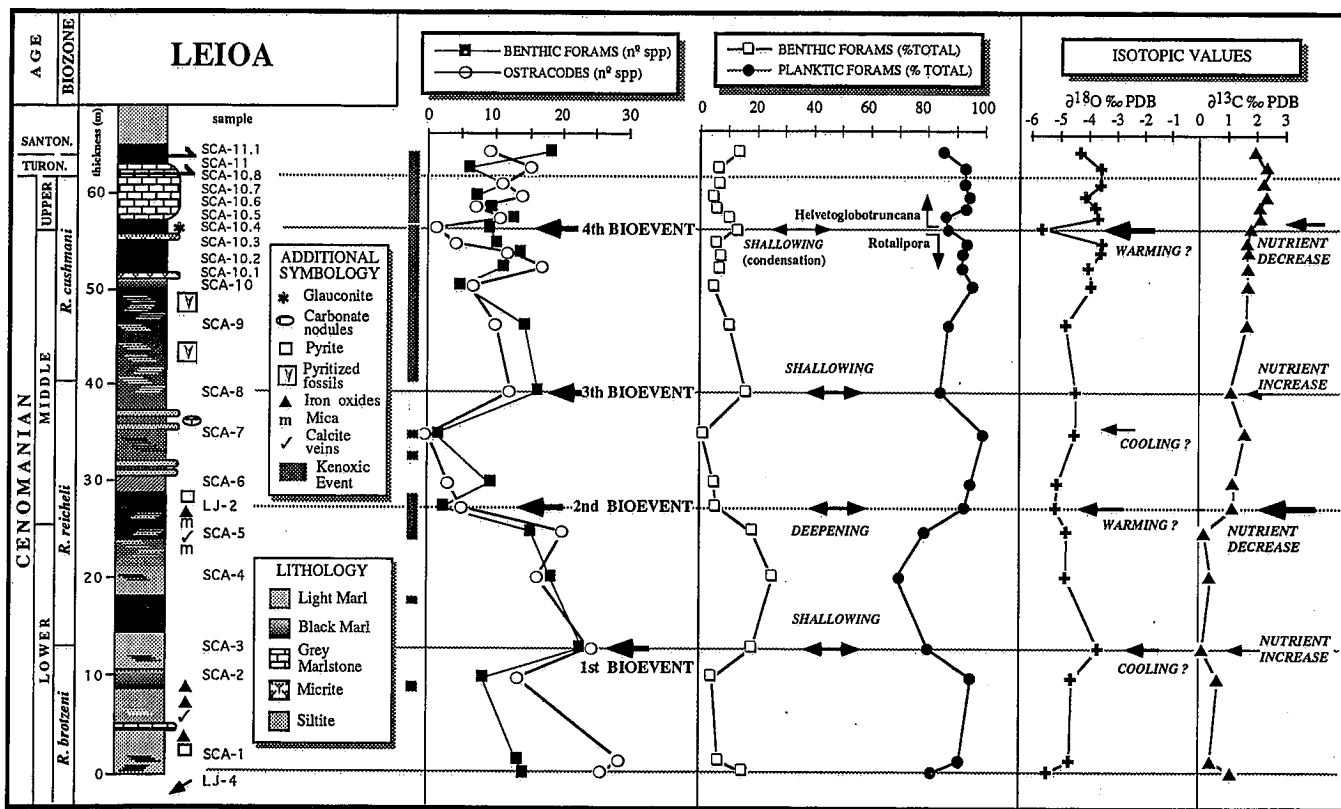 AGE
BIOZONE
LEIOA
thickness (m)
sample
SANTON.
TURON.
CENOMANIAN
UPPER
MIDDLE
LOWER
R. cushmani
R. reicheli
R. brotzeni
60
50
40
30
20
10
0
SCA-11.1
SCA-11
SCA-10.8
SCA-10.7
SCA-10.6
SCA-10.5
SCA-10.4
SCA-10.3
SCA-10.2
SCA-10.1
SCA-10
SCA-9
SCA-8
SCA-7
SCA-6
LJ-2
SCA-5
SCA-4
SCA-3
SCA-2
SCA-1
LJ-4
m
m
ADDITIONAL
SYMBOLOGY
Glauconite
Carbonate
nodules
Pyrite
Pyritized
fossils
Iron oxides
m Mica
Calcite
veins
Kenoxic
Event
LITHOLOGY
Light Marl
Black Marl
Grey
Marlstone
Micrite
Siltite
BENTHIC FORAMS (nº spp)
OSTRACODES (nº spp)
0 10 20 30
4th BIOEVENT
3th BIOEVENT
2nd BIOEVENT
1st BIOEVENT
BENTHIC FORAMS (%TOTAL)
PLANKTIC FORAMS (% TOTAL)
0 20 40 60 80 100
Helvetoglobotruncana
Rotalipora
SHALLOWING
(condensation)
SHALLOWING
DEEPENING
SHALLOWING
ISOTOPIC VALUES
∂18O ‰ PDB
-6 -5 -4 -3 -2
∂13C ‰ PDB
0 1 2 3
WARMING ?
NUTRIENT
DECREASE
NUTRIENT
INCREASE
COOLING ?
WARMING ?
NUTRIENT
DECREASE
COOLING ?
NUTRIENT
INCREASE